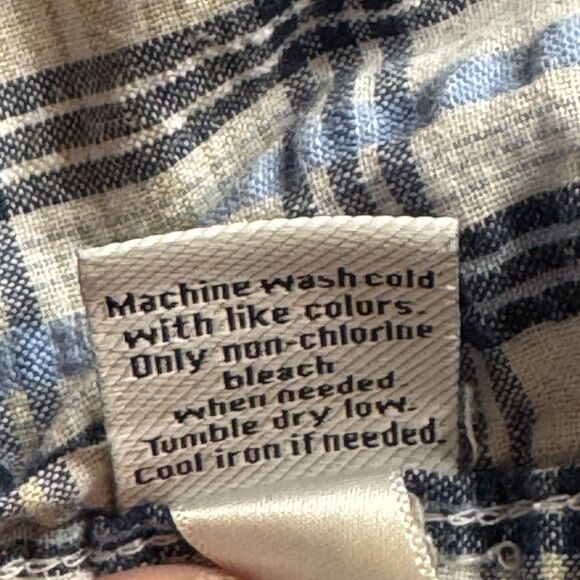 Machine wash cold
with like colors.
Only non-chlorine
bleach
when needed.
Tumble dry low.
Cool iron if needed.